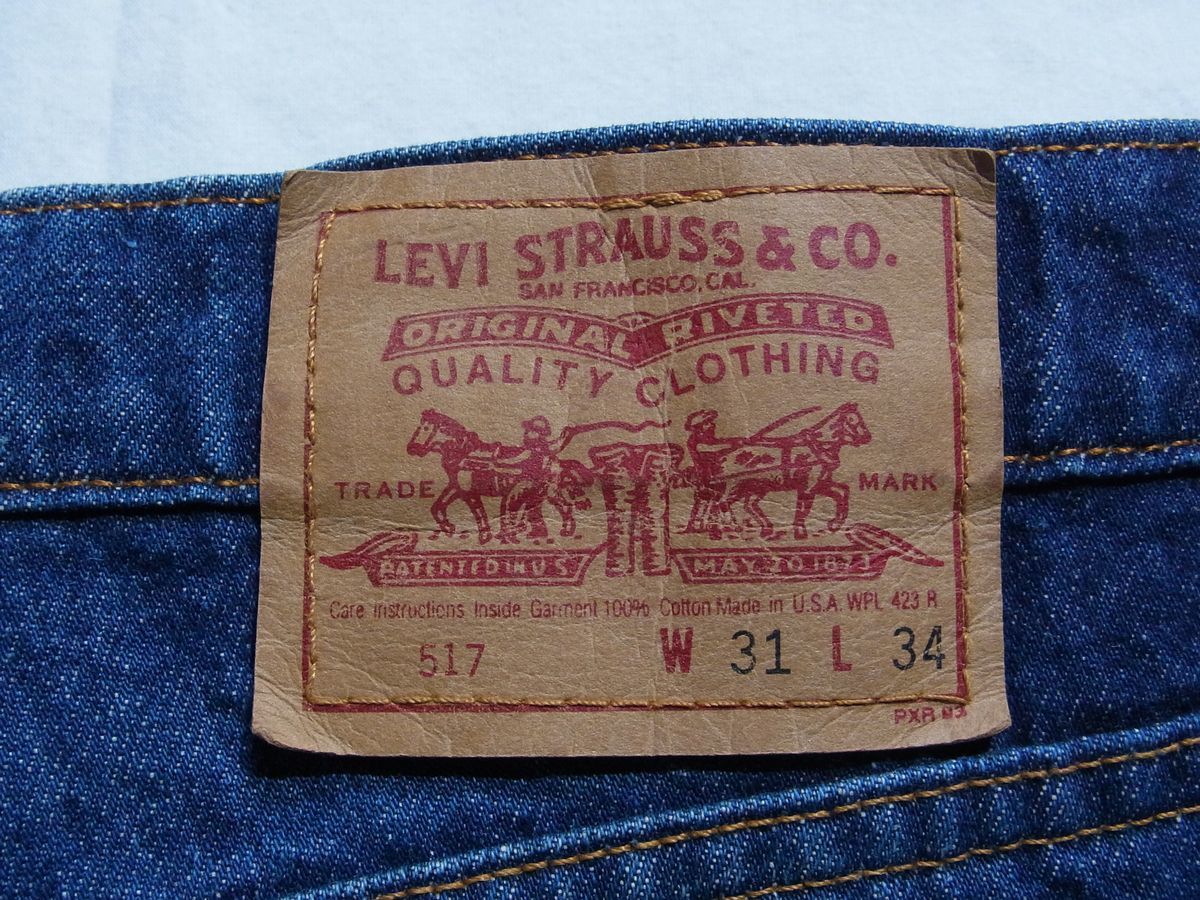 LEVI STRAUSS & CO.
SAN FRANCISCO, CAL.
ORIGINAL RIVETED
QUALITY CLOTHING
TRADE MARK
PATENTED IN U S MAY 20 1873
Care Instructions Inside Garment 100% Cotton Made in U.S.A. WPL 423 R
517 W 31 L 34
PXR